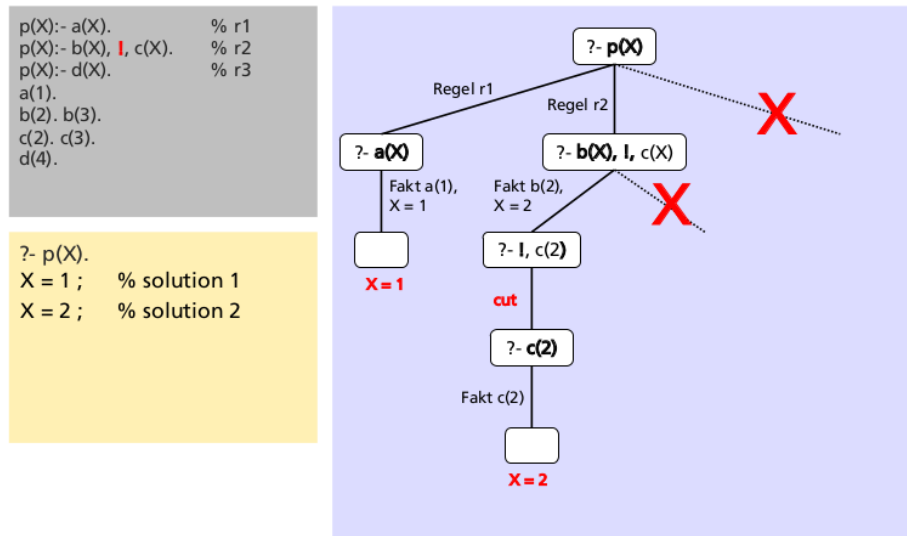 p(X):- a(X). % r1
p(X):- b(X), !, c(X). % r2
p(X):- d(X). % r3
a(1).
b(2). b(3).
c(2). c(3).
d(4).
?- p(X).
X = 1 ; % solution 1
X = 2 ; % solution 2
?- p(X)
Regel r1
Regel r2
X
?- a(X)
?- b(X), !, c(X)
Fakt a(1),
X = 1
Fakt b(2),
X = 2
X
?- !, c(2)
X = 1
cut
?- c(2)
Fakt c(2)
X = 2